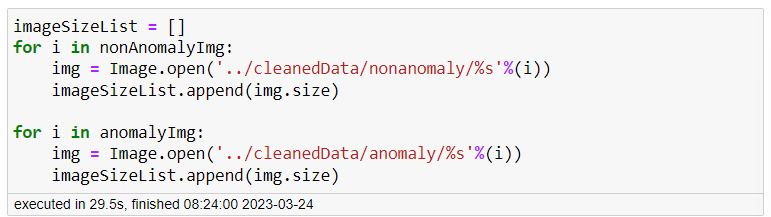 imageSizeList = []
for i in nonAnomalyImg:
    img = Image.open('../cleanedData/nonanomaly/%s'%(i))
    imageSizeList.append(img.size)

for i in anomalyImg:
    img = Image.open('../cleanedData/anomaly/%s'%(i))
    imageSizeList.append(img.size)
executed in 29.5s, finished 08:24:00 2023-03-24